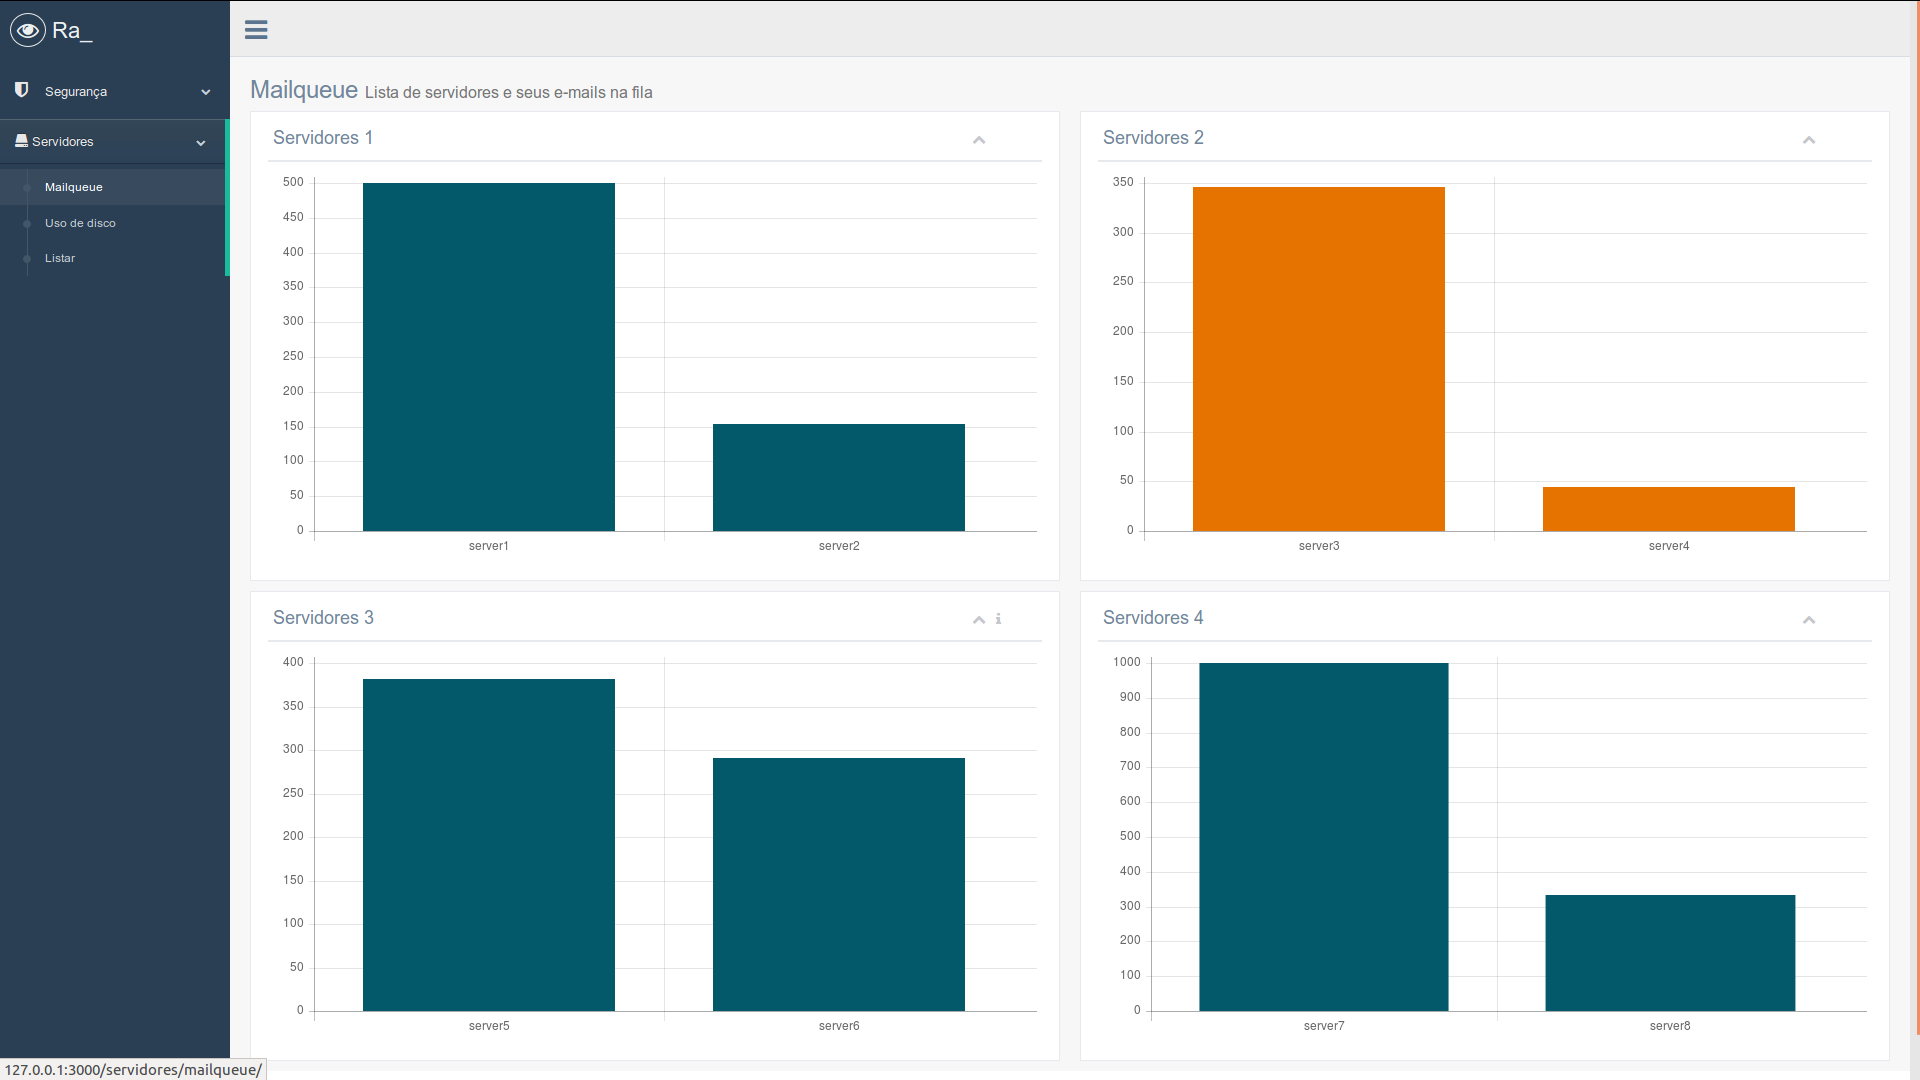 Ra_
Segurança
Servidores
Mailqueue
Uso de disco
Listar
Mailqueue Lista de servidores e seus e-mails na fila
Servidores 1
500
450
400
350
300
250
200
150
100
50
0
server1 server2
Servidores 2
350
300
250
200
150
100
50
0
server3 server4
Servidores 3
400
350
300
250
200
150
100
50
0
server5 server6
Servidores 4
1000
900
800
700
600
500
400
300
200
100
0
server7 server8
127.0.0.1:3000/servidores/mailqueue/